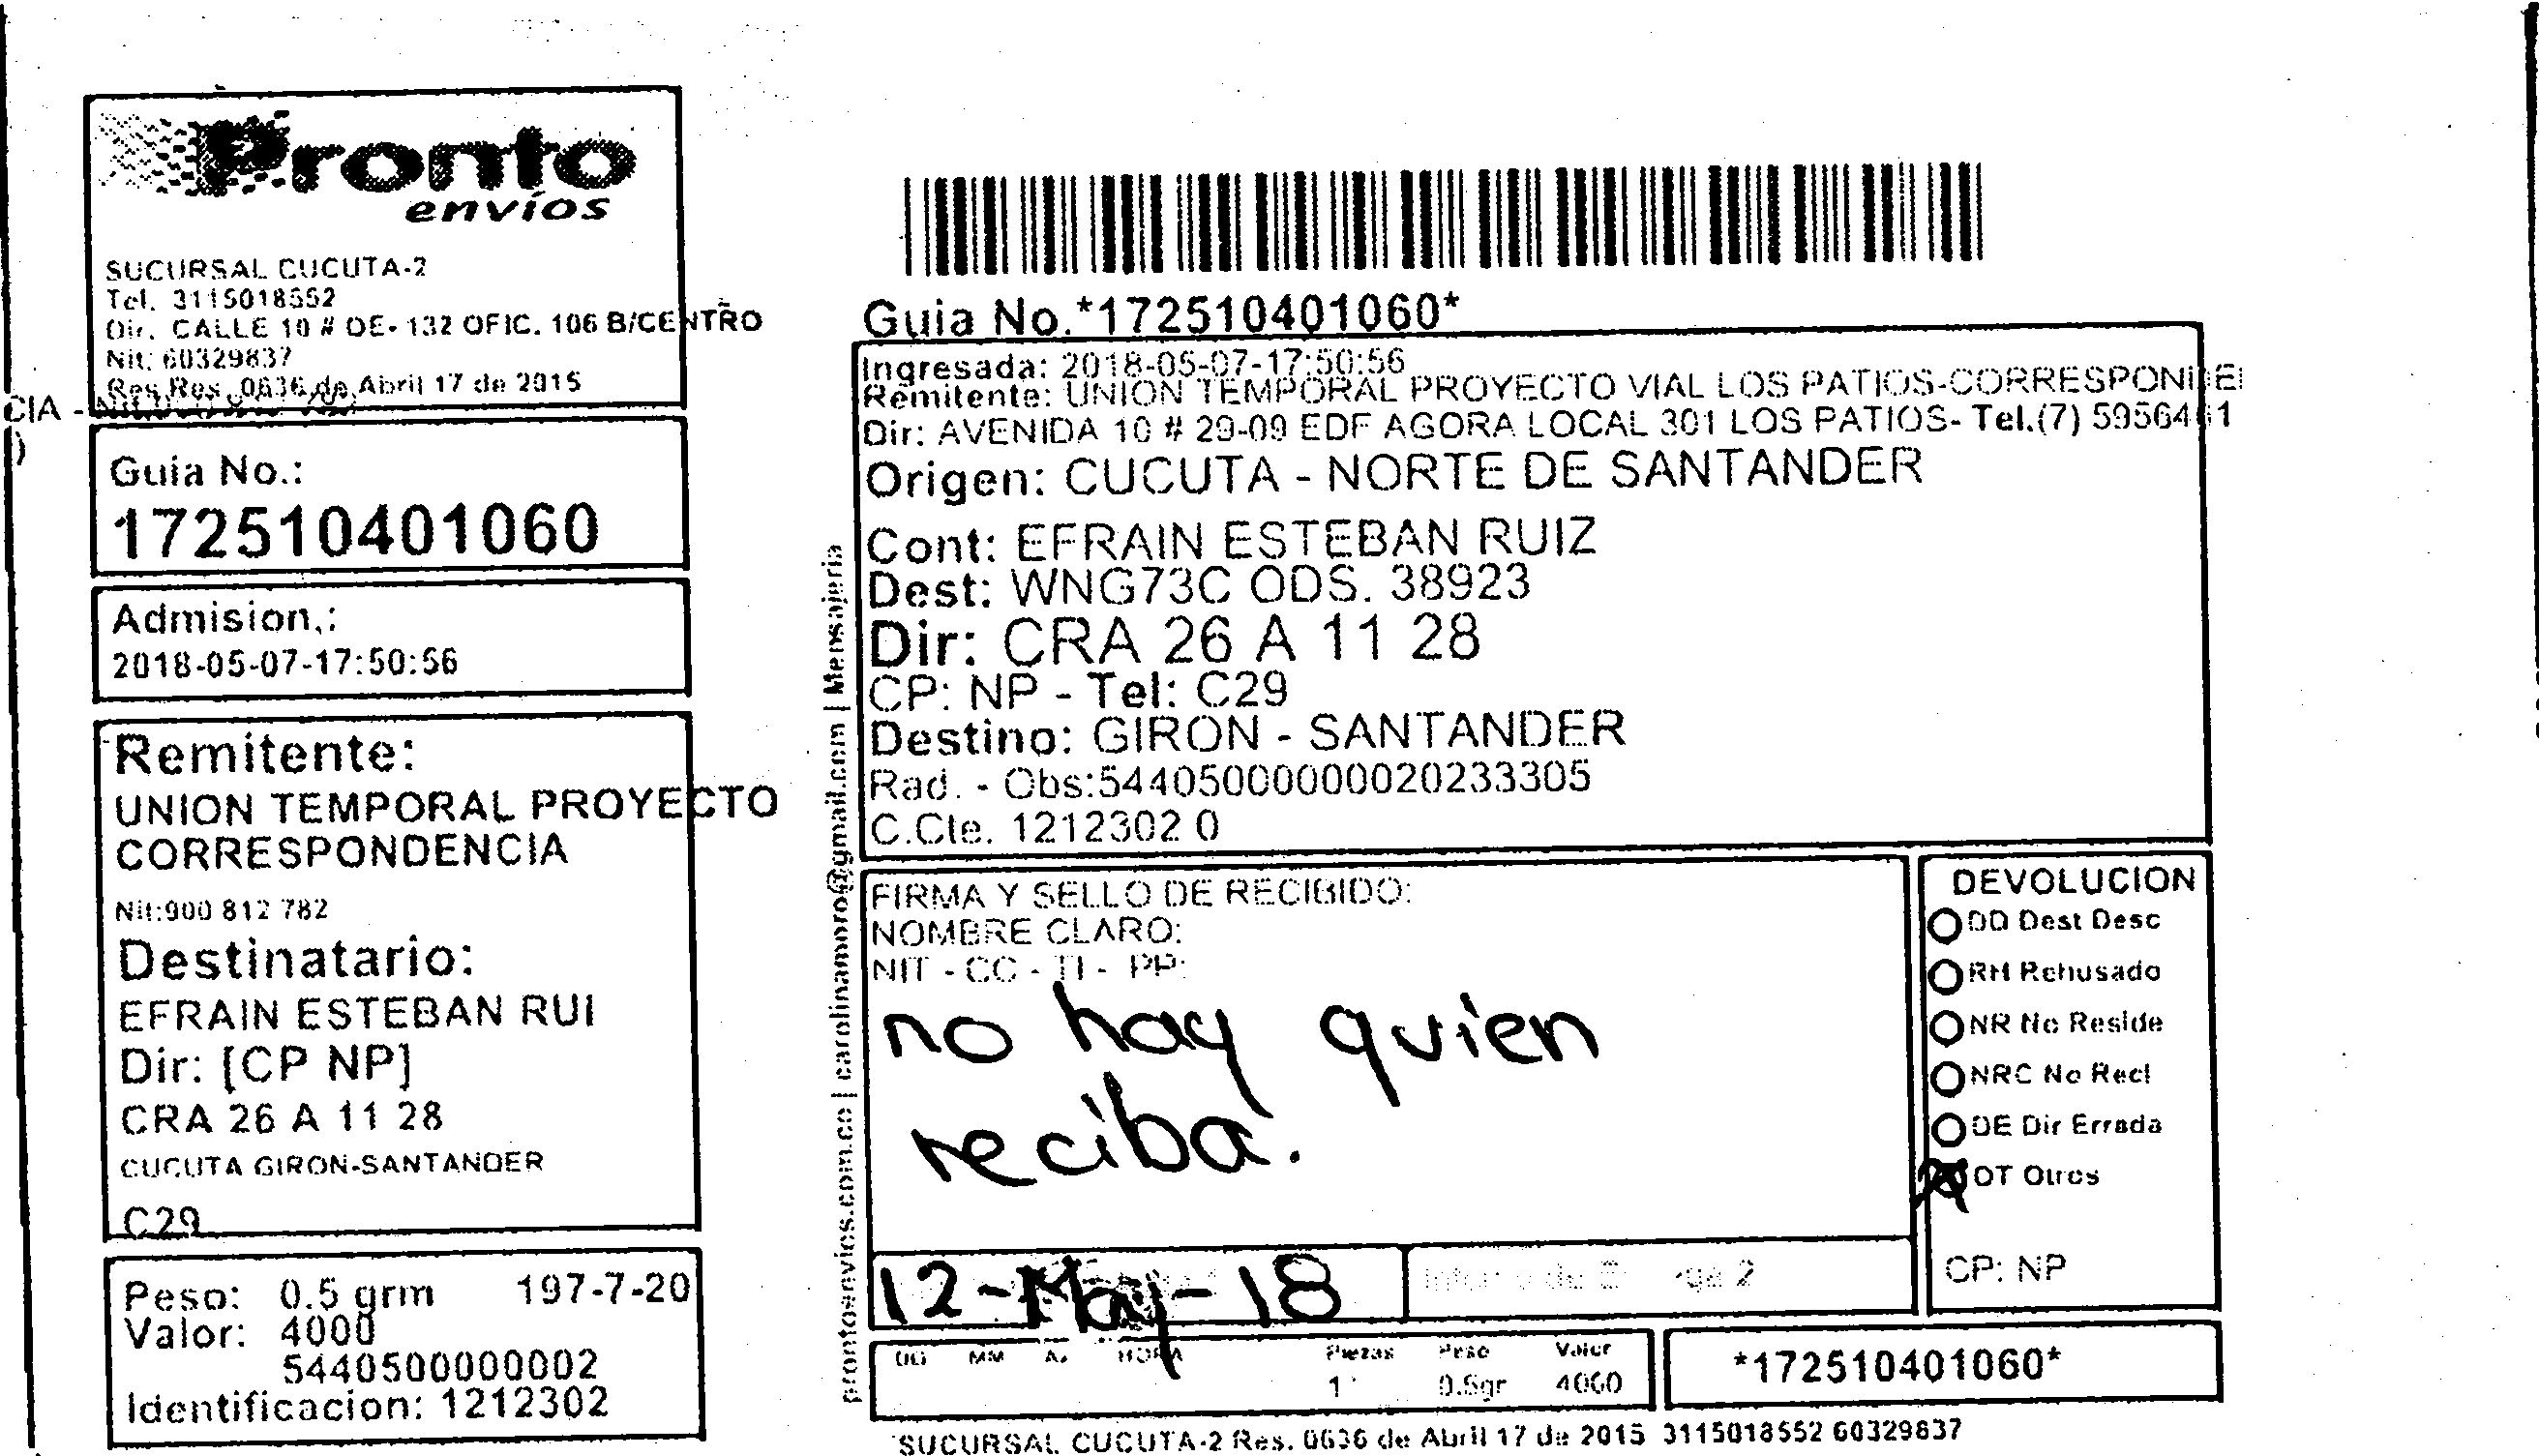 Pronto
envíos
SUCURSAL CUCUTA-2
Tel. 3115018552
Dir. CALLE 10 # OE- 132 OFIC. 106 B/CENTRO
Nit: 60329837
Res.Res. 0636 de Abril 17 de 2015
CIA -
)
Guia No.:
172510401060
Admision,:
2018-05-07-17:50:56
Remitente:
UNION TEMPORAL PROYECTO
CORRESPONDENCIA
Nit:900 812 782
Destinatario:
EFRAIN ESTEBAN RUI
Dir: [CP NP]
CRA 26 A 11 28
CUCUTA GIRON-SANTANDER
C29
Peso: 0.5 grm 197-7-20
Valor: 4000
5440500000002
Identificacion: 1212302
prontoenvios.com.co | carolinamoro@gmail.com | Mensajeria
Guia No.*172510401060*
Ingresada: 2018-05-07-17:50:56
Remitente: UNION TEMPORAL PROYECTO VIAL LOS PATIOS-CORRESPONDE
Dir: AVENIDA 10 # 29-09 EDF AGORA LOCAL 301 LOS PATIOS- Tel.(7) 5956461
Origen: CUCUTA - NORTE DE SANTANDER
Cont: EFRAIN ESTEBAN RUIZ
Dest: WNG73C ODS. 38923
Dir: CRA 26 A 11 28
CP: NP - Tel: C29
Destino: GIRON - SANTANDER
Rad. - Obs:54405000000020233305
C.Cte. 1212302 0
FIRMA Y SELLO DE RECIBIDO:
NOMBRE CLARO:
NIT - CC - TI - PP:
no hay quien
reciba.
DEVOLUCION
DD Dest Desc
RH Rehusado
NR No Reside
NRC No Recl
DE Dir Errada
OT Otros
CP: NP
12-May-18
2
DD MM AA HORA Piezas Peso Valor
1 0.5gr 4000
*172510401060*
SUCURSAL CUCUTA-2 Res. 0636 de Abril 17 de 2015 3115018552 60329837